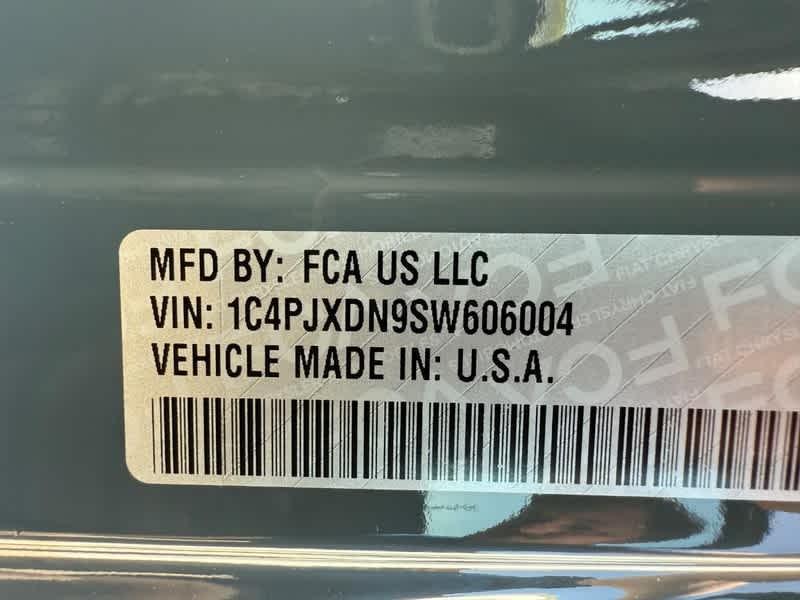 MFD BY: FCA US LLC
VIN: 1C4PJXDN9SW606004
VEHICLE MADE IN: U.S.A.